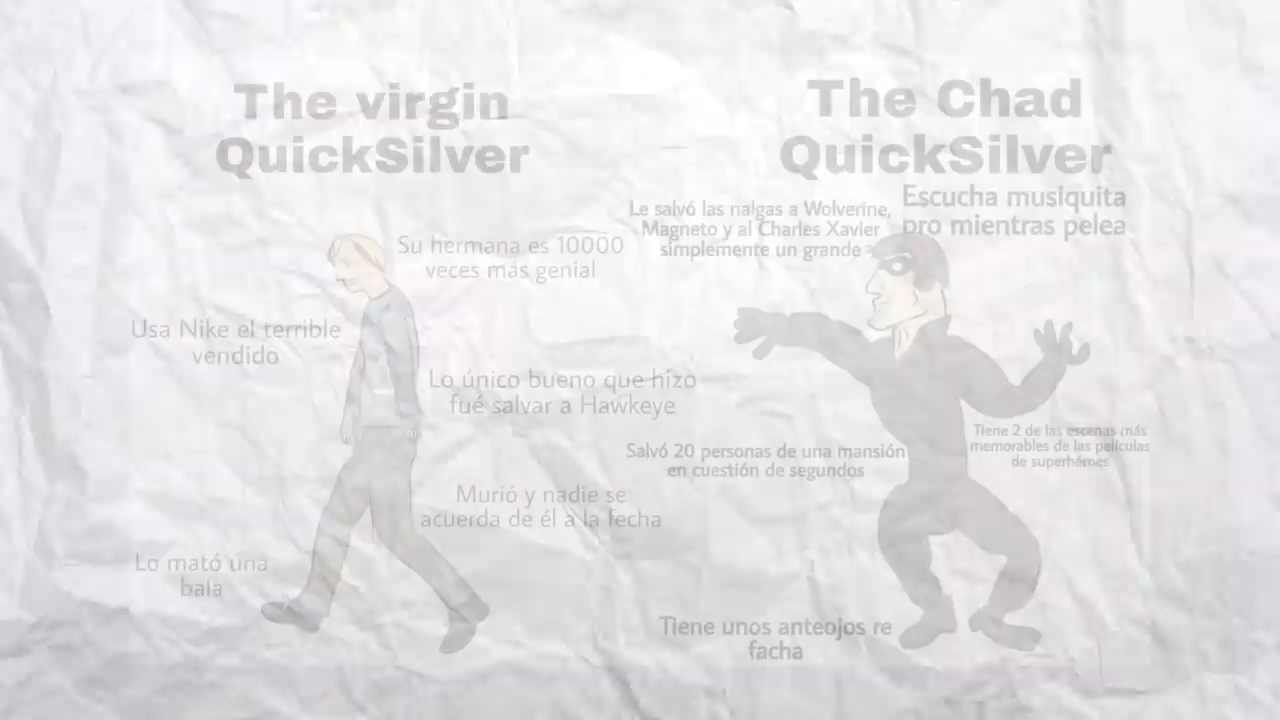 The virgin
QuickSilver
Su hermana es 10000
veces más genial
Usa Nike el terrible
vendido
Lo único bueno que hizo
fué salvar a Hawkeye
Murió y nadie se
acuerda de él a la fecha
Lo mató una
bala
The Chad
QuickSilver
Le salvó las nalgas a Wolverine,
Magneto y al Charles Xavier
simplemente un grande
Escucha musiquita
pro mientras pelea
Salvó 20 personas de una mansión
en cuestión de segundos
Tiene 2 de las escenas más
memorables de las películas
de superhéroes
Tiene unos anteojos re
facha